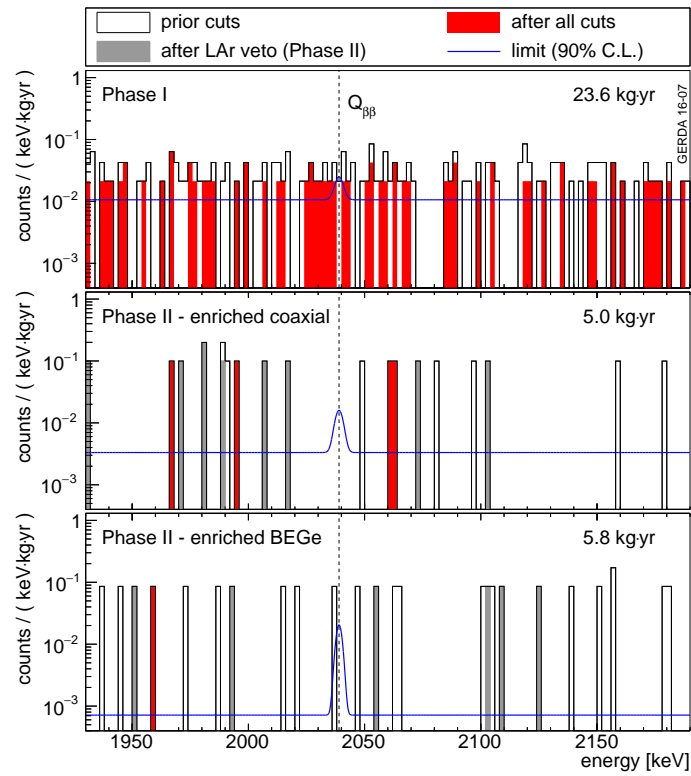 prior cuts
after all cuts
after LAr veto (Phase II)
limit (90% C.L.)
counts / ( keV·kg·yr)
1
10⁻¹
10⁻²
10⁻³
Phase I
Qββ
23.6 kg·yr
GERDA 16-07
counts / ( keV·kg·yr)
1
10⁻¹
10⁻²
10⁻³
Phase II - enriched coaxial
5.0 kg·yr
counts / ( keV·kg·yr)
1
10⁻¹
10⁻²
10⁻³
Phase II - enriched BEGe
5.8 kg·yr
1950
2000
2050
2100
2150
energy [keV]